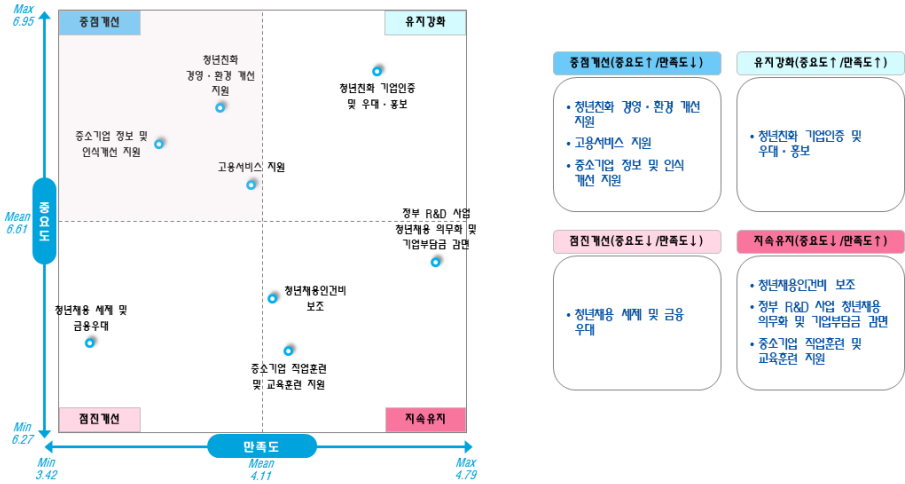 Max
6.95
중점개선
유지강화
청년친화
경영·환경 개선
지원
청년친화 기업인증
및 우대·홍보
중소기업 정보 및
인식개선 지원
고용서비스 지원
중요도
Mean
6.61
정부 R&D 사업
청년채용 의무화 및
기업부담금 감면
청년채용인건비
보조
청년채용 세제 및
금융우대
중소기업 직업훈련
및 교육훈련 지원
점진개선
지속유지
Min
6.27
만족도
Min
3.42
Mean
4.11
Max
4.79
중점개선(중요도↑/만족도↓)
• 청년친화 경영·환경 개선
지원
• 고용서비스 지원
• 중소기업 정보 및 인식
개선 지원
유지강화(중요도↑/만족도↑)
• 청년친화 기업인증 및
우대·홍보
점진개선(중요도↓/만족도↓)
• 청년채용 세제 및 금융
우대
지속유지(중요도↓/만족도↑)
• 청년채용인건비 보조
• 정부 R&D 사업 청년채용
의무화 및 기업부담금 감면
• 중소기업 직업훈련 및
교육훈련 지원